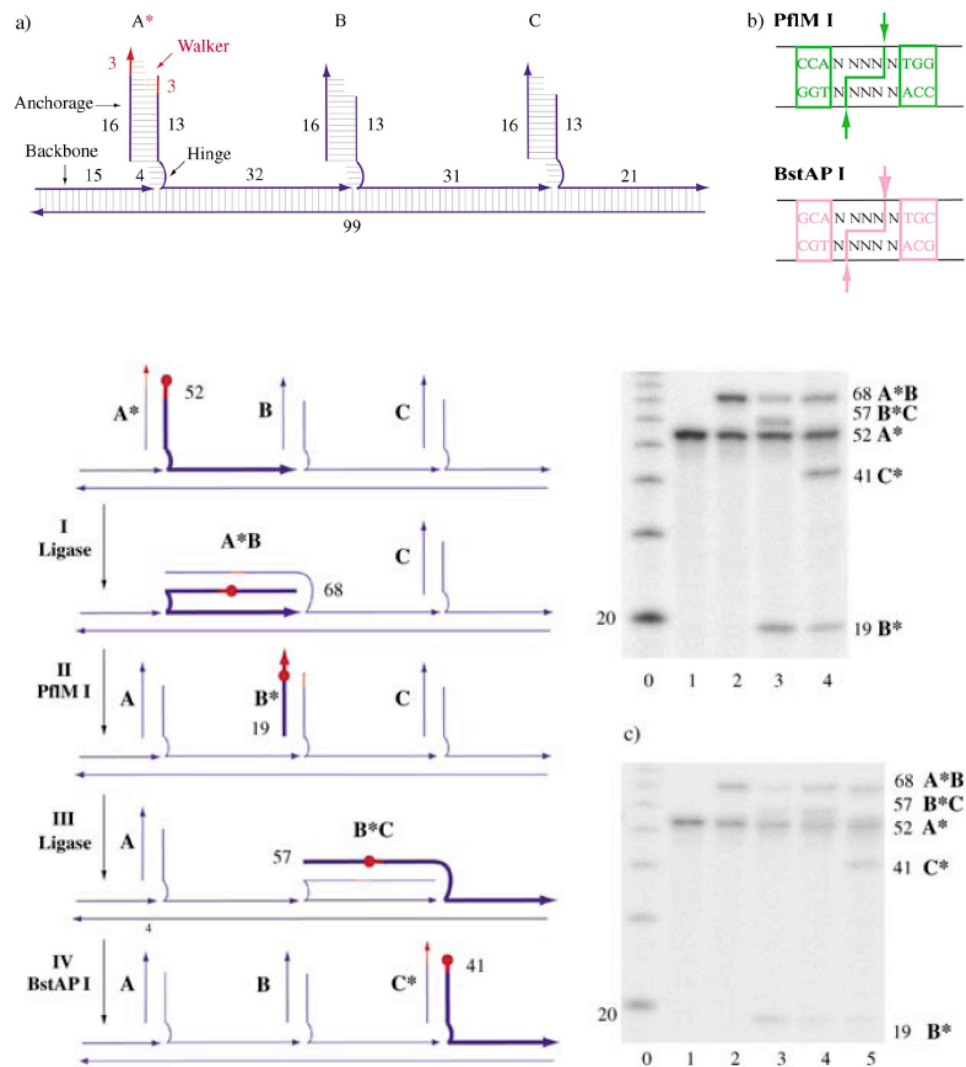 a)
A*
B
C
Walker
3
3
Anchorage
16
13
16
13
16
13
Backbone
Hinge
15
4
32
31
21
99
b)
PflM I
CCA N NNN N TGG
GGT N NNN N ACC
BstAP I
GCA N NNN N TGC
CGT N NNN N ACG
52
A*
B
C
I
Ligase
A*B
68
C
II
PflM I
A
B*
19
C
III
Ligase
A
B*C
57
4
IV
BstAP I
A
B
C*
41
68 A*B
57 B*C
52 A*
41 C*
20
19 B*
0 1 2 3 4
c)
68 A*B
57 B*C
52 A*
41 C*
20
19 B*
0 1 2 3 4 5